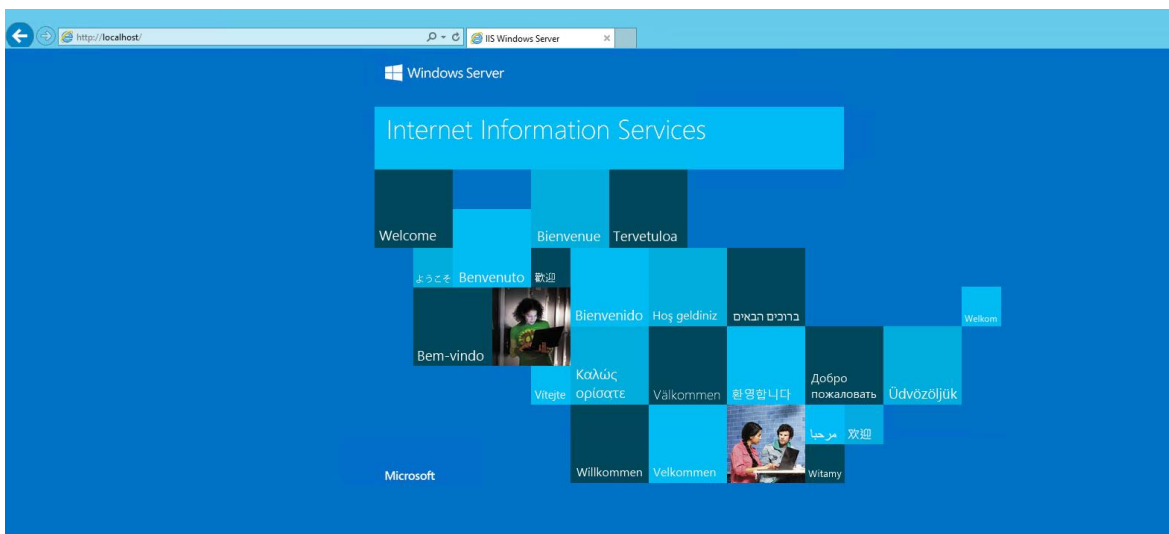 http://localhost/
IIS Windows Server
Windows Server
Internet Information Services
Welcome
Bienvenue
Tervetuloa
ようこそ
Benvenuto
歡迎
Bienvenido
Hoş geldiniz
ברוכים הבאים
Welkom
Bem-vindo
Vítejte
Καλώς
ορίσατε
Välkommen
환영합니다
Добро
пожаловать
Üdvözöljük
مرحبا
欢迎
Willkommen
Velkommen
Witamy
Microsoft